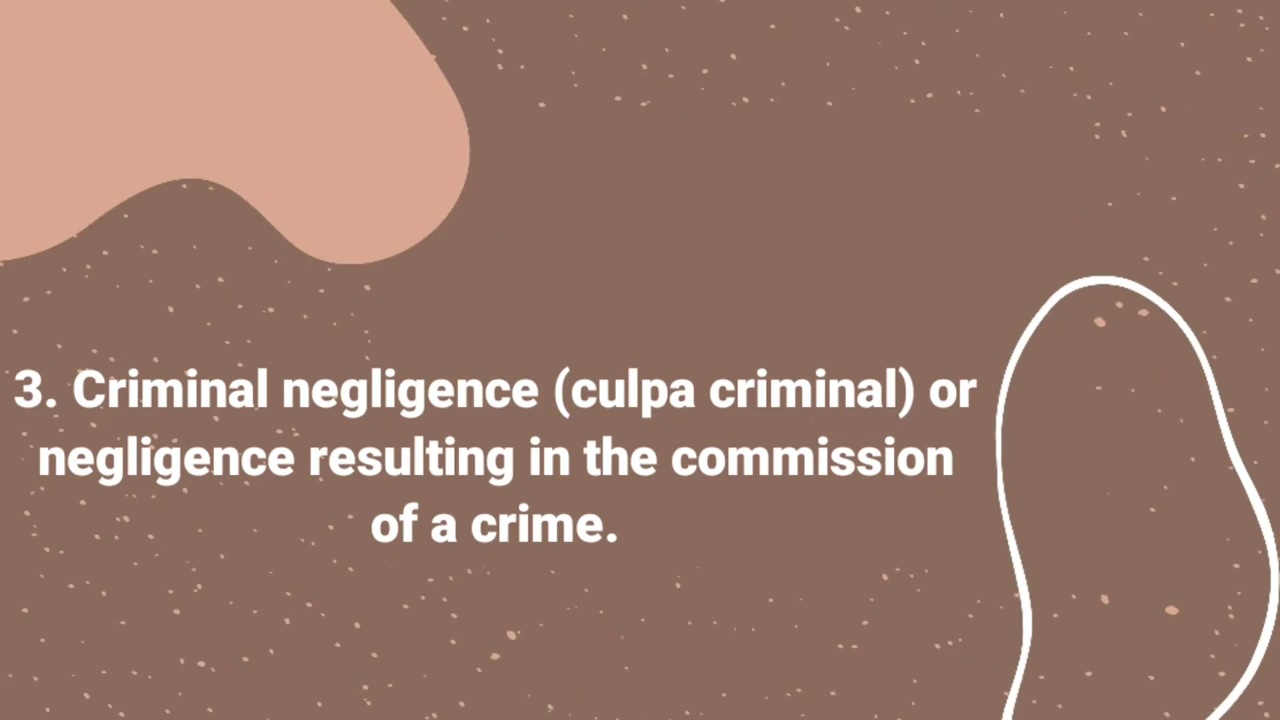 3. Criminal negligence (culpa criminal) or
negligence resulting in the commission
of a crime.